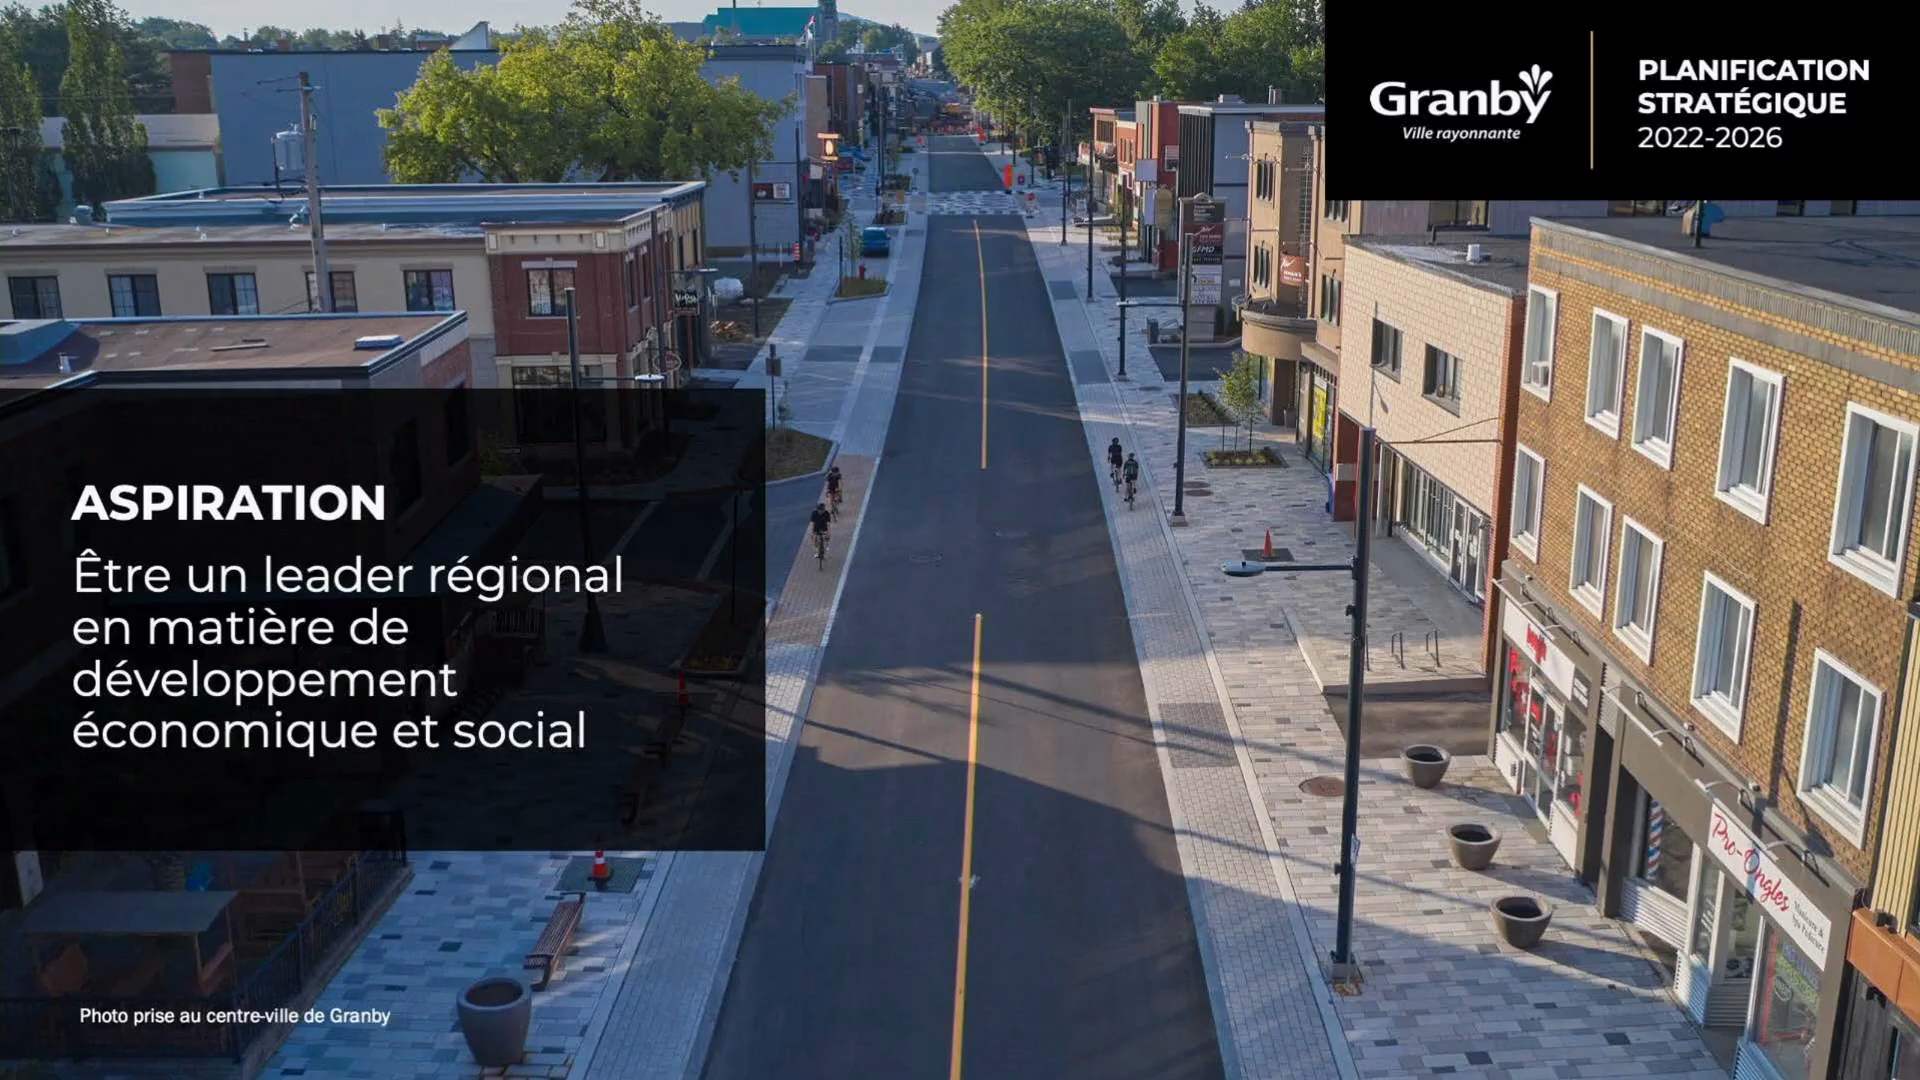 Granby
Ville rayonnante
PLANIFICATION
STRATÉGIQUE
2022-2026
ASPIRATION
Être un leader régional
en matière de
développement
économique et social
GFMD
Pro-Ongles
Photo prise au centre-ville de Granby